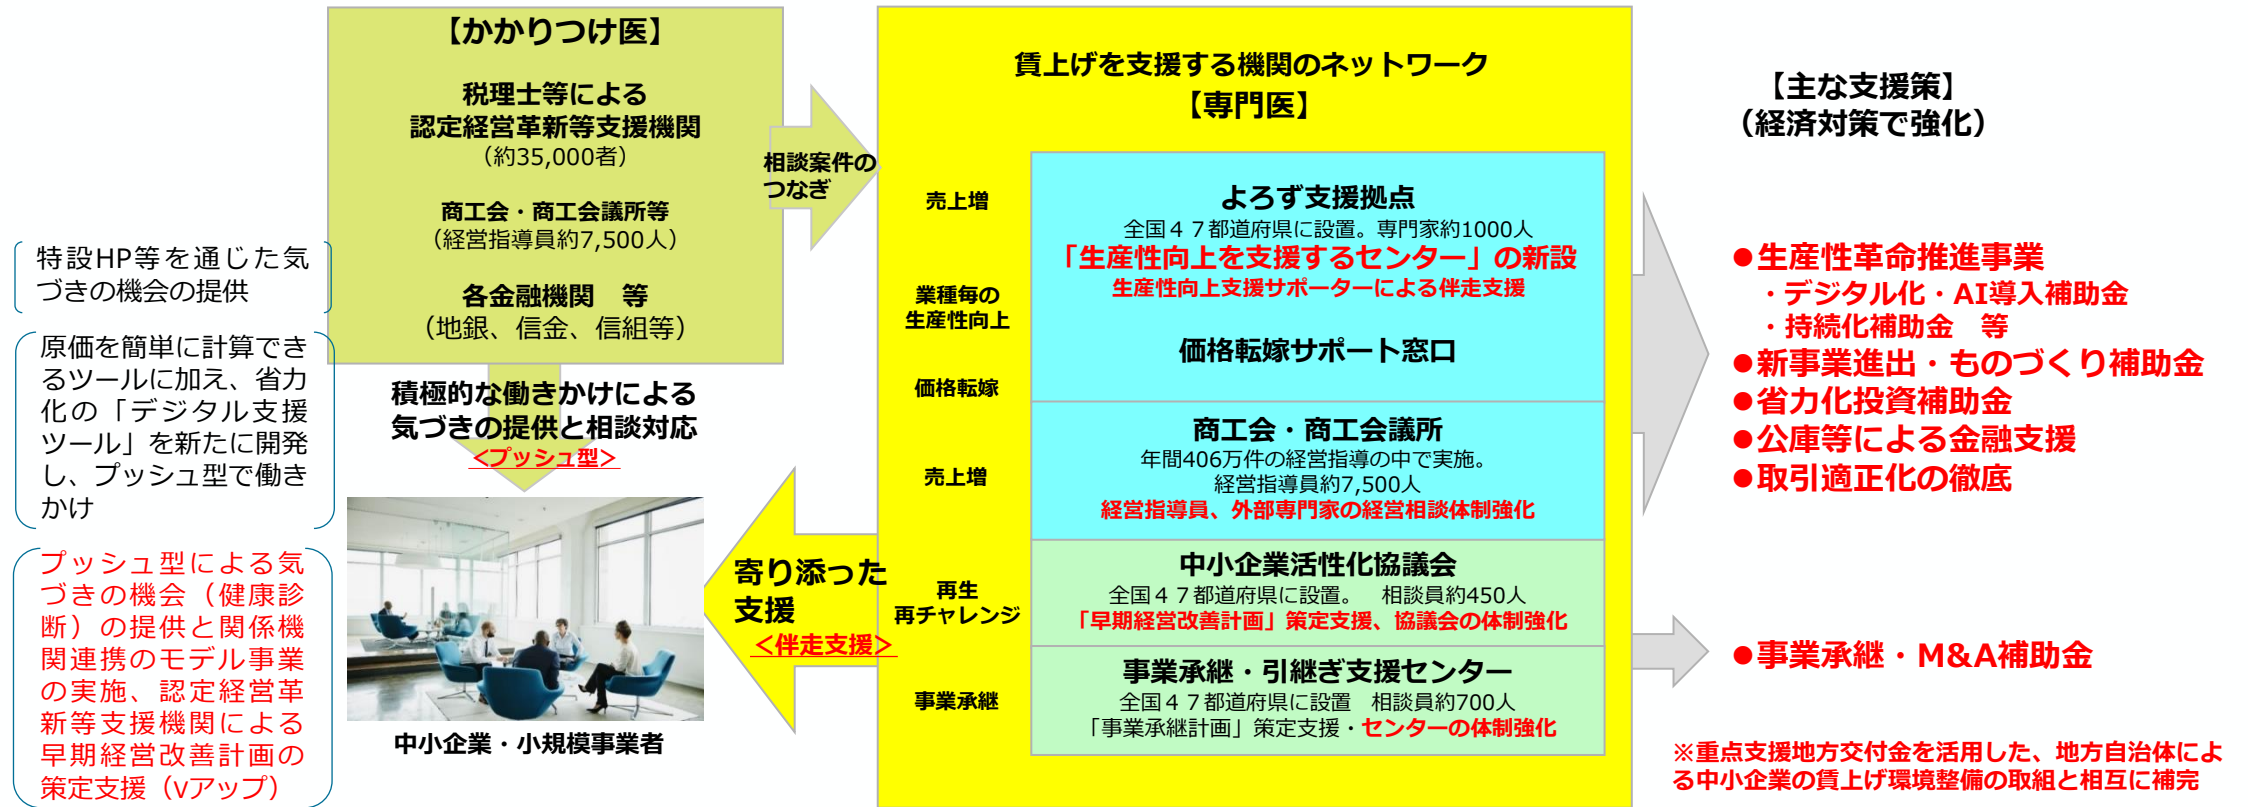 【かかりつけ医】
税理士等による
認定経営革新等支援機関
（約35,000者）
商工会・商工会議所等
（経営指導員約7,500人）
各金融機関　等
（地銀、信金、信組等）
相談案件の
つなぎ
積極的な働きかけによる
気づきの提供と相談対応
<プッシュ型>
特設HP等を通じた気
づきの機会の提供
原価を簡単に計算でき
るツールに加え、省力
化の「デジタル支援
ツール」を新たに開発
し、プッシュ型で働き
かけ
プッシュ型による気
づきの機会（健康診
断）の提供と関係機
関連携のモデル事業
の実施、認定経営革
新等支援機関による
早期経営改善計画の
策定支援（Vアップ）
中小企業・小規模事業者
寄り添った
支援
<伴走支援>
賃上げを支援する機関のネットワーク
【専門医】
売上増
業種毎の
生産性向上
価格転嫁
売上増
再生
再チャレンジ
事業承継
よろず支援拠点
全国４７都道府県に設置。専門家約1000人
「生産性向上を支援するセンター」の新設
生産性向上支援サポーターによる伴走支援
価格転嫁サポート窓口
商工会・商工会議所
年間406万件の経営指導の中で実施。
経営指導員約7,500人
経営指導員、外部専門家の経営相談体制強化
中小企業活性化協議会
全国４７都道府県に設置。　相談員約450人
「早期経営改善計画」策定支援、協議会の体制強化
事業承継・引継ぎ支援センター
全国４７都道府県に設置　相談員約700人
「事業承継計画」策定支援・センターの体制強化
【主な支援策】
（経済対策で強化）
●生産性革命推進事業
・デジタル化・AI導入補助金
・持続化補助金　等
●新事業進出・ものづくり補助金
●省力化投資補助金
●公庫等による金融支援
●取引適正化の徹底
●事業承継・M&A補助金
※重点支援地方交付金を活用した、地方自治体によ
る中小企業の賃上げ環境整備の取組と相互に補完